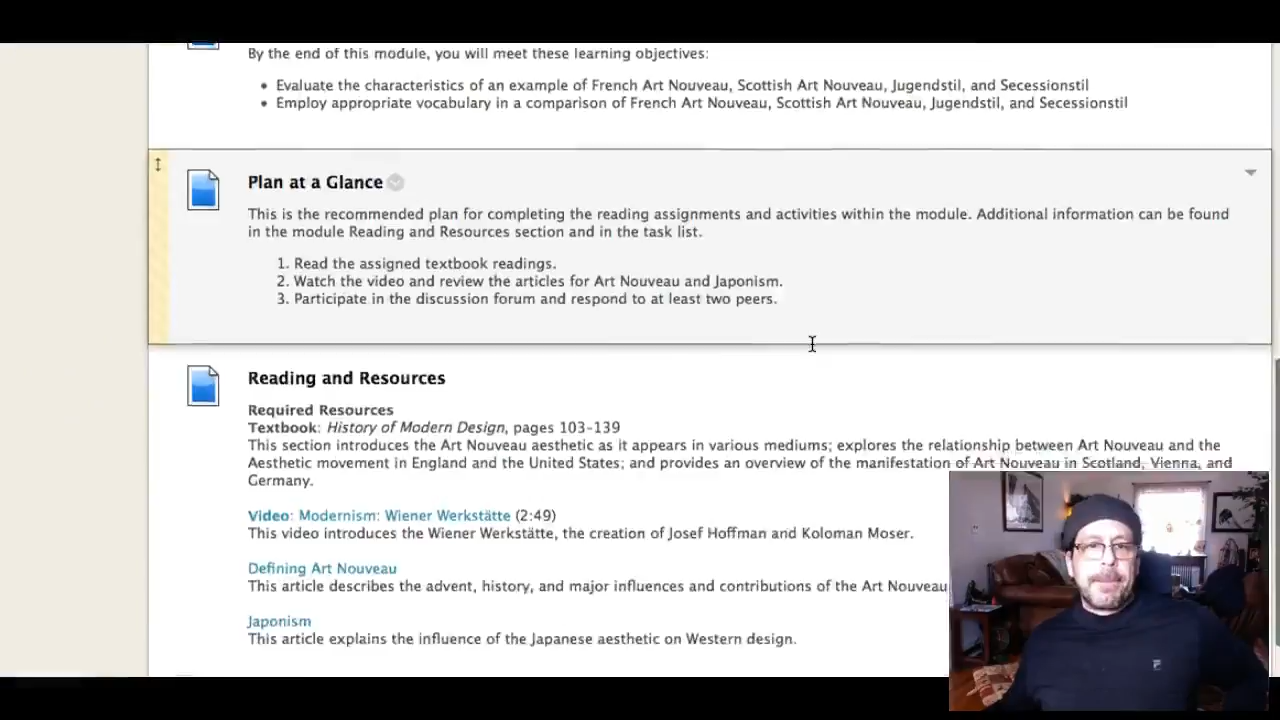 By the end of this module, you will meet these learning objectives:
• Evaluate the characteristics of an example of French Art Nouveau, Scottish Art Nouveau, Jugendstil, and Secessionstil
• Employ appropriate vocabulary in a comparison of French Art Nouveau, Scottish Art Nouveau, Jugendstil, and Secessionstil
Plan at a Glance
This is the recommended plan for completing the reading assignments and activities within the module. Additional information can be found
in the module Reading and Resources section and in the task list.
1. Read the assigned textbook readings.
2. Watch the video and review the articles for Art Nouveau and Japonism.
3. Participate in the discussion forum and respond to at least two peers.
Reading and Resources
Required Resources
Textbook: History of Modern Design, pages 103-139
This section introduces the Art Nouveau aesthetic as it appears in various mediums; explores the relationship between Art Nouveau and the
Aesthetic movement in England and the United States; and provides an overview of the manifestation of Art Nouveau in Scotland, Vienna, and
Germany.
Video: Modernism: Wiener Werkstätte (2:49)
This video introduces the Wiener Werkstätte, the creation of Josef Hoffman and Koloman Moser.
Defining Art Nouveau
This article describes the advent, history, and major influences and contributions of the Art Nouveau
Japonism
This article explains the influence of the Japanese aesthetic on Western design.